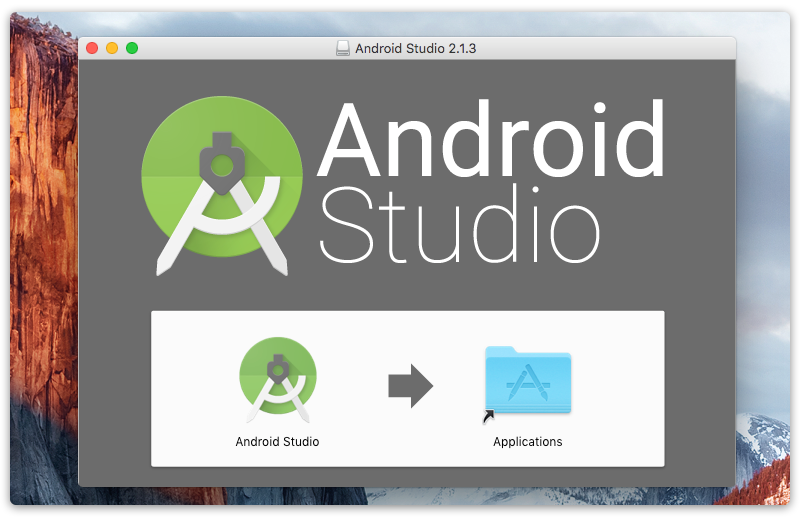 Android Studio 2.1.3
Android
Studio
Android Studio
Applications